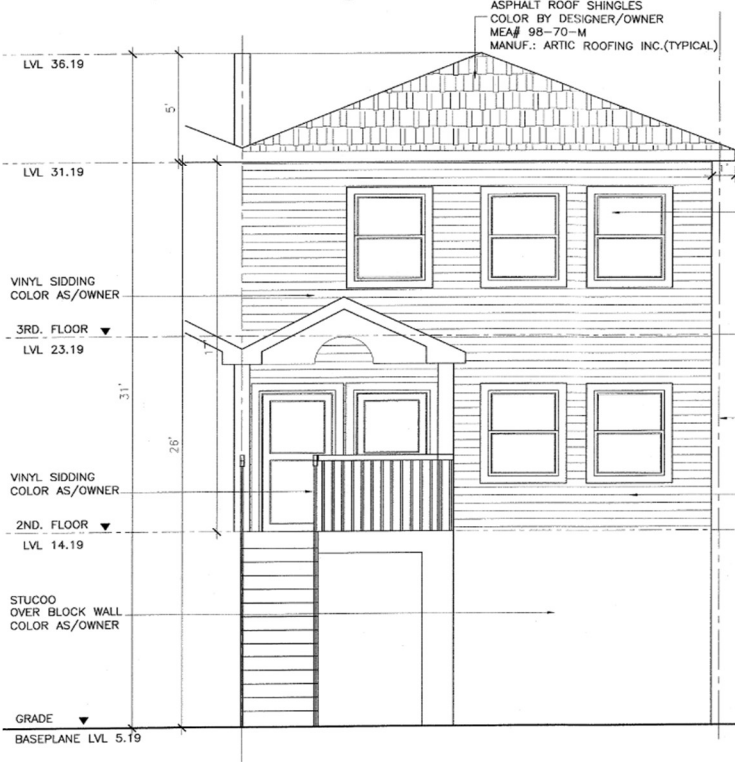 ASPHALT ROOF SHINGLES
COLOR BY DESIGNER/OWNER
MEA# 98-70-M
MANUF.: ARTIC ROOFING INC.(TYPICAL)
LVL 36.19
5'
LVL 31.19
1'
VINYL SIDDING
COLOR AS/OWNER
3RD. FLOOR
LVL 23.19
17'
31'
26'
VINYL SIDDING
COLOR AS/OWNER
2ND. FLOOR
LVL 14.19
STUCOO
OVER BLOCK WALL
COLOR AS/OWNER
GRADE
BASEPLANE LVL 5.19